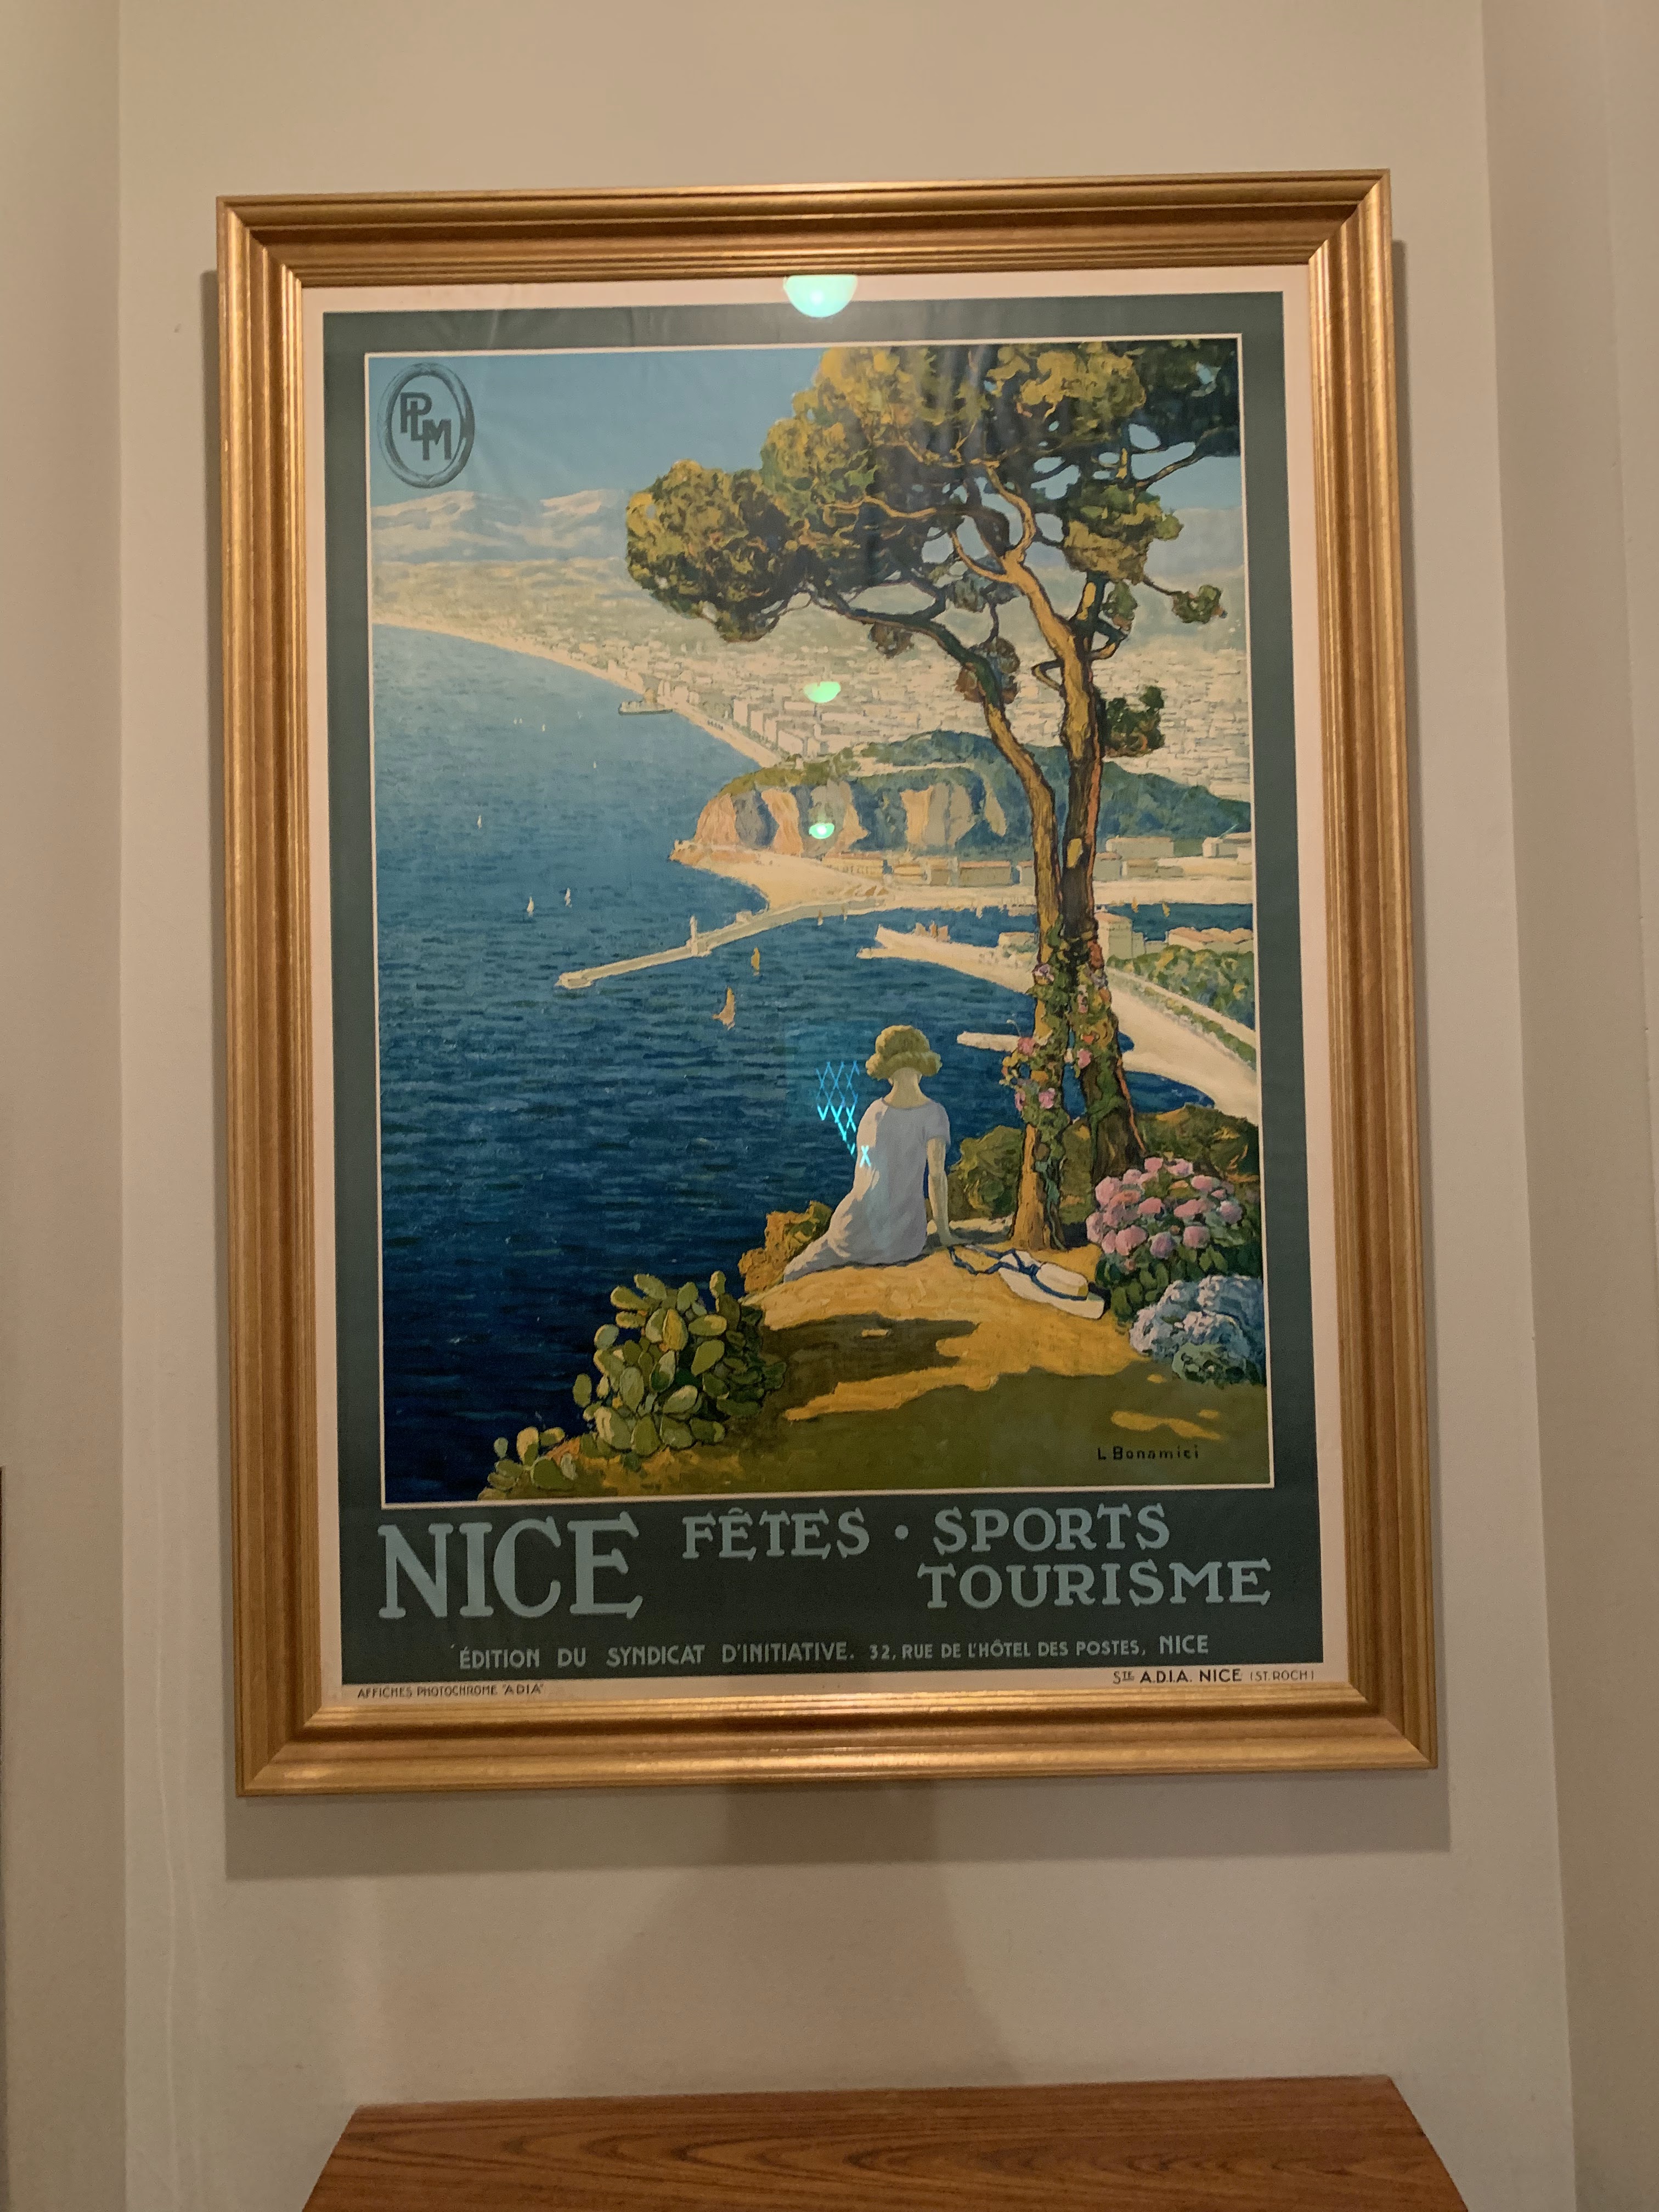 PLM
L Bonamici
NICE FÊTES • SPORTS
TOURISME
ÉDITION DU SYNDICAT D'INITIATIVE. 32, RUE DE L'HÔTEL DES POSTES, NICE
AFFICHES PHOTOCHROME "ADIA"
STÉ A.D.I.A. NICE (ST. ROCH)